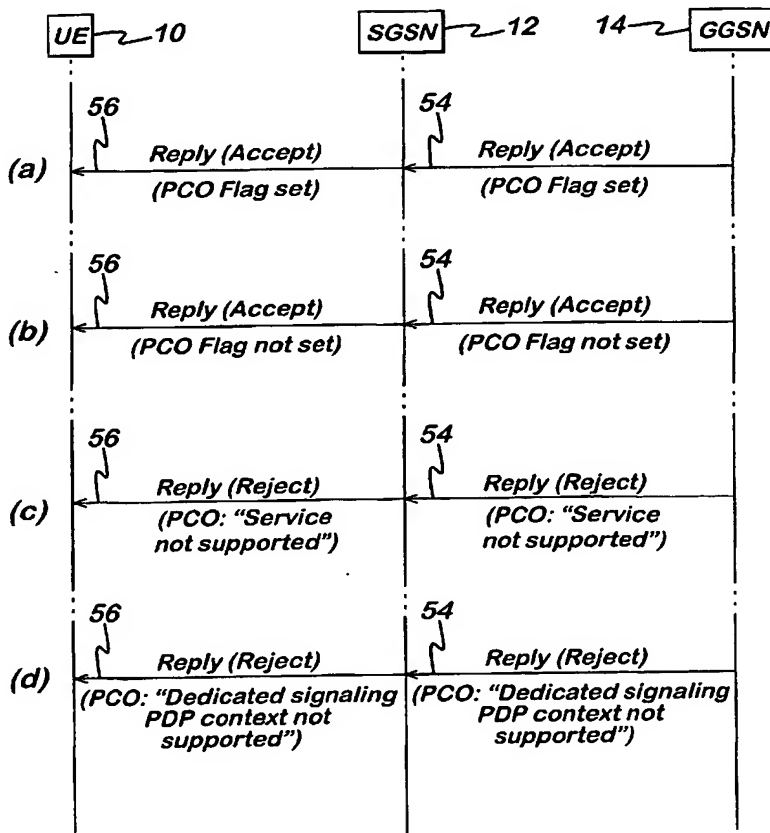 UE 10 SGSN 12 14 GGSN
56 54
(a) Reply (Accept) Reply (Accept)
(PCO Flag set) (PCO Flag set)
56 54
(b) Reply (Accept) Reply (Accept)
(PCO Flag not set) (PCO Flag not set)
56 54
(c) Reply (Reject) Reply (Reject)
(PCO: “Service (PCO: “Service
not supported”) not supported”)
56 54
(d) Reply (Reject) Reply (Reject)
(PCO: “Dedicated signaling (PCO: “Dedicated signaling
PDP context not PDP context not
supported”) supported”)